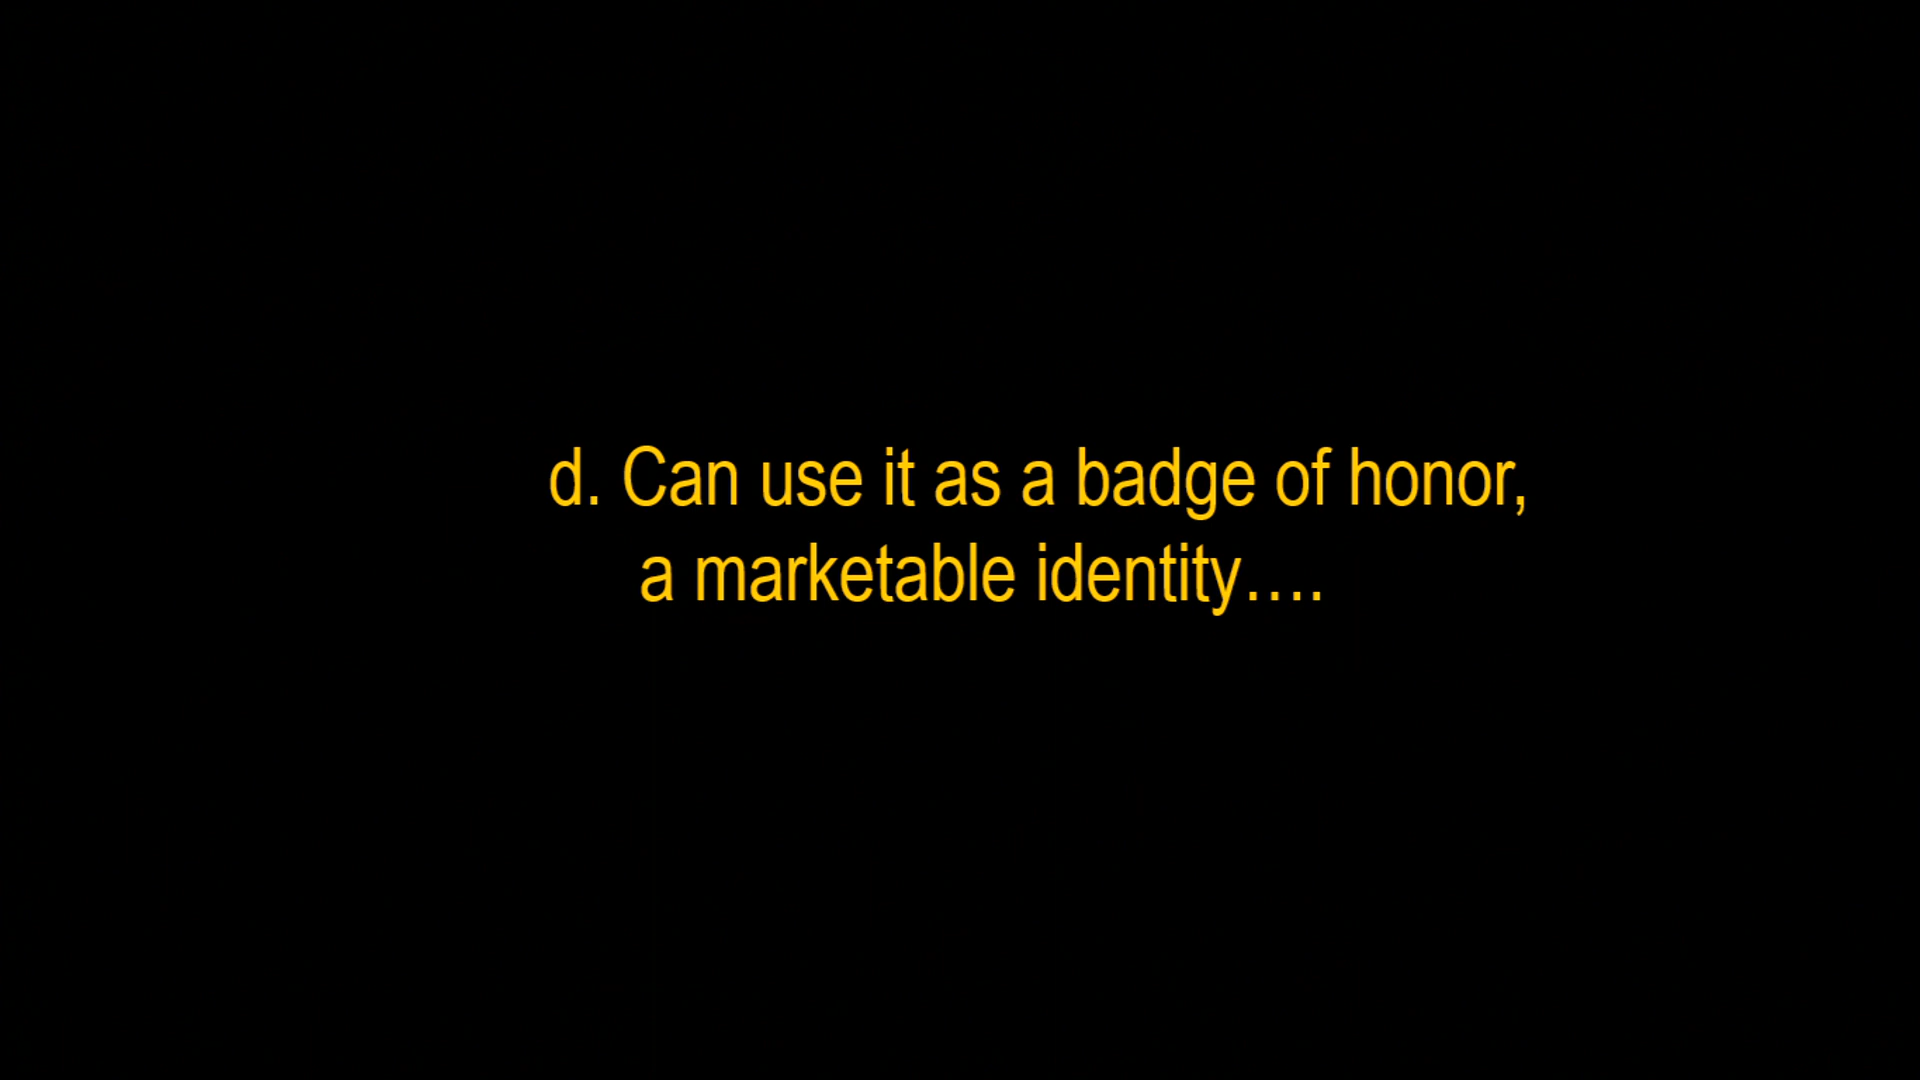 d. Can use it as a badge of honor,
a marketable identity….